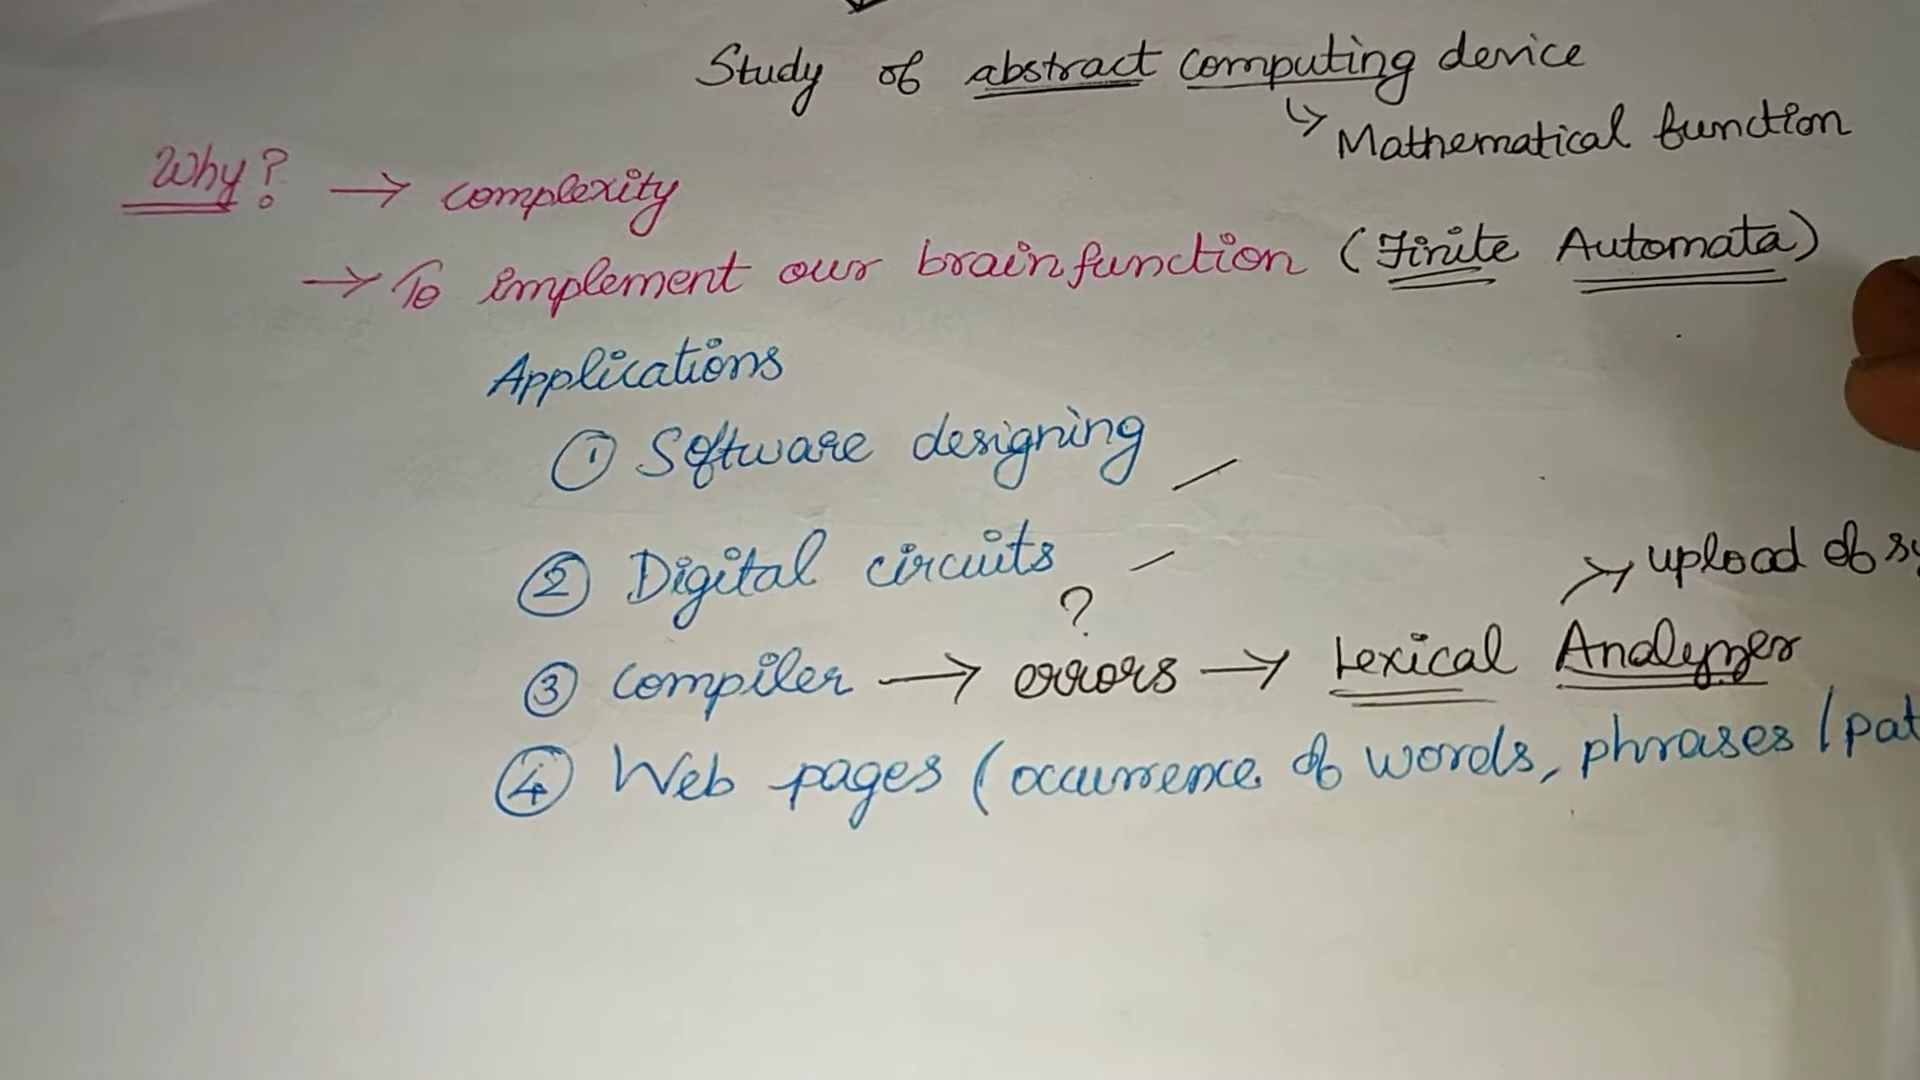 Study of abstract computing device
↳ Mathematical function
Why? → complexity
→ To implement our brain function (Finite Automata)
Applications
① Software designing
② Digital circuits
?
→ upload of
③ Compiler → errors → Lexical Analyzer
④ Web pages (occurrence of words, phrases /